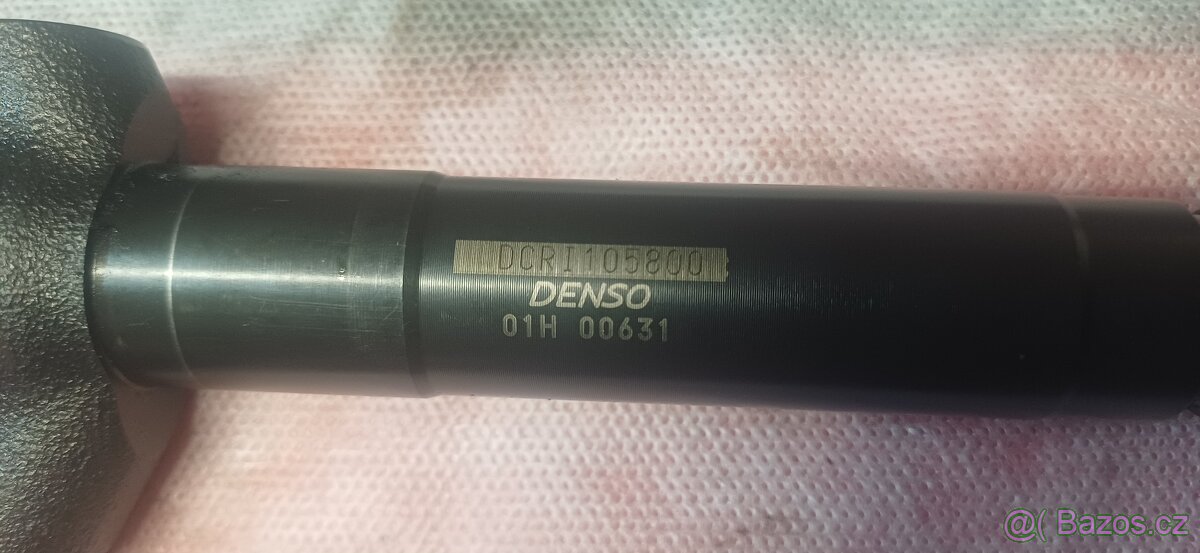 DCRI105800
DENSO
01H 00631
@( Bazos.cz